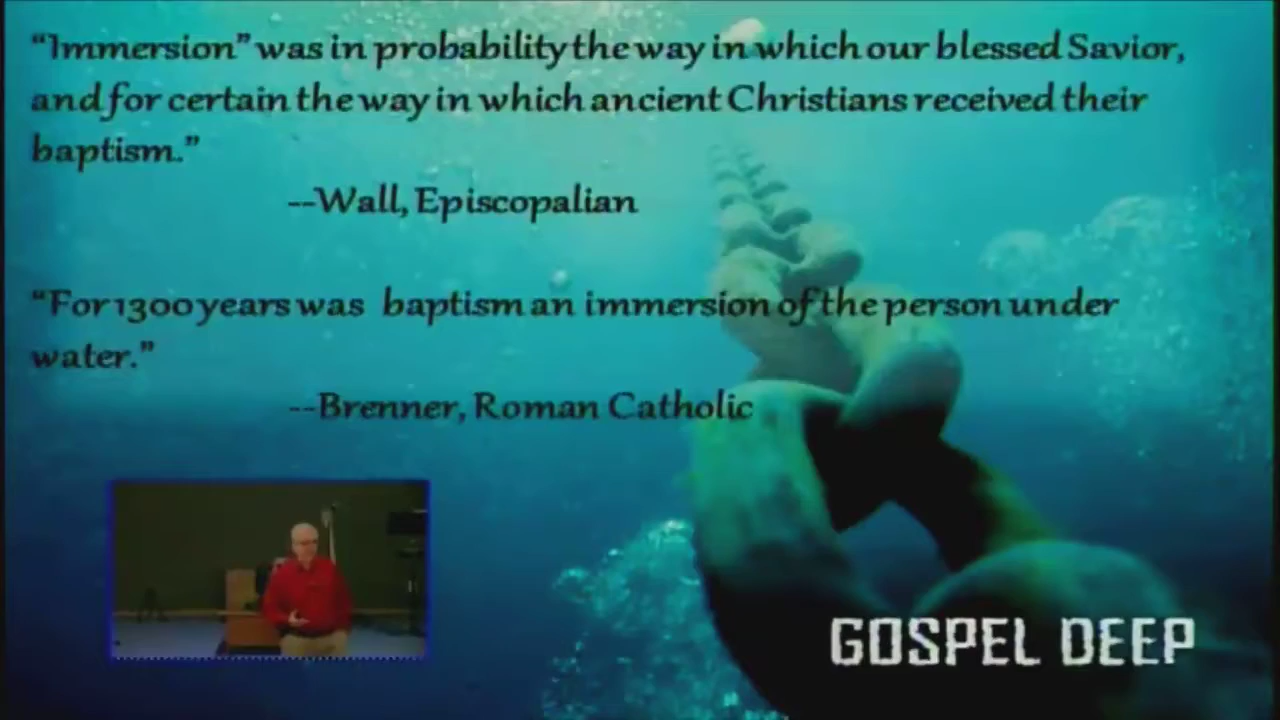 “Immersion” was in probability the way in which our blessed Savior,
and for certain the way in which ancient Christians received their
baptism.”
--Wall, Episcopalian
“For 1300 years was baptism an immersion of the person under
water.”
--Brenner, Roman Catholic
GOSPEL DEEP